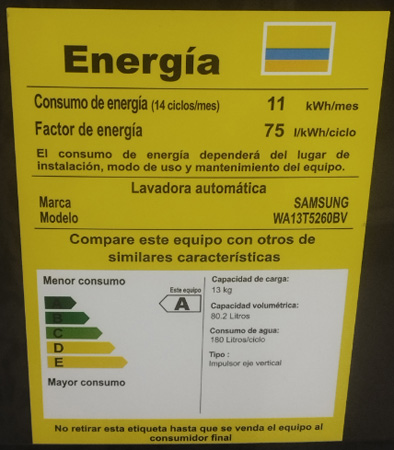 Energía
Consumo de energía (14 ciclos/mes) 11 kWh/mes
Factor de energía 75 l/kWh/ciclo
El consumo de energía dependerá del lugar de
instalación, modo de uso y mantenimiento del equipo.
Lavadora automática
Marca SAMSUNG
Modelo WA13T5260BV
Compare este equipo con otros de
similares característicias
Menor consumo
Este equipo
A
A
B
C
D
E
Mayor consumo
Capacidad de carga:
13 kg
Capacidad volumétrica:
80.2 Litros
Consumo de agua:
180 Litros/ciclo
Tipo :
Impulsor eje vertical
No retirar esta etiqueta hasta que se venda el equipo al
consumidor final